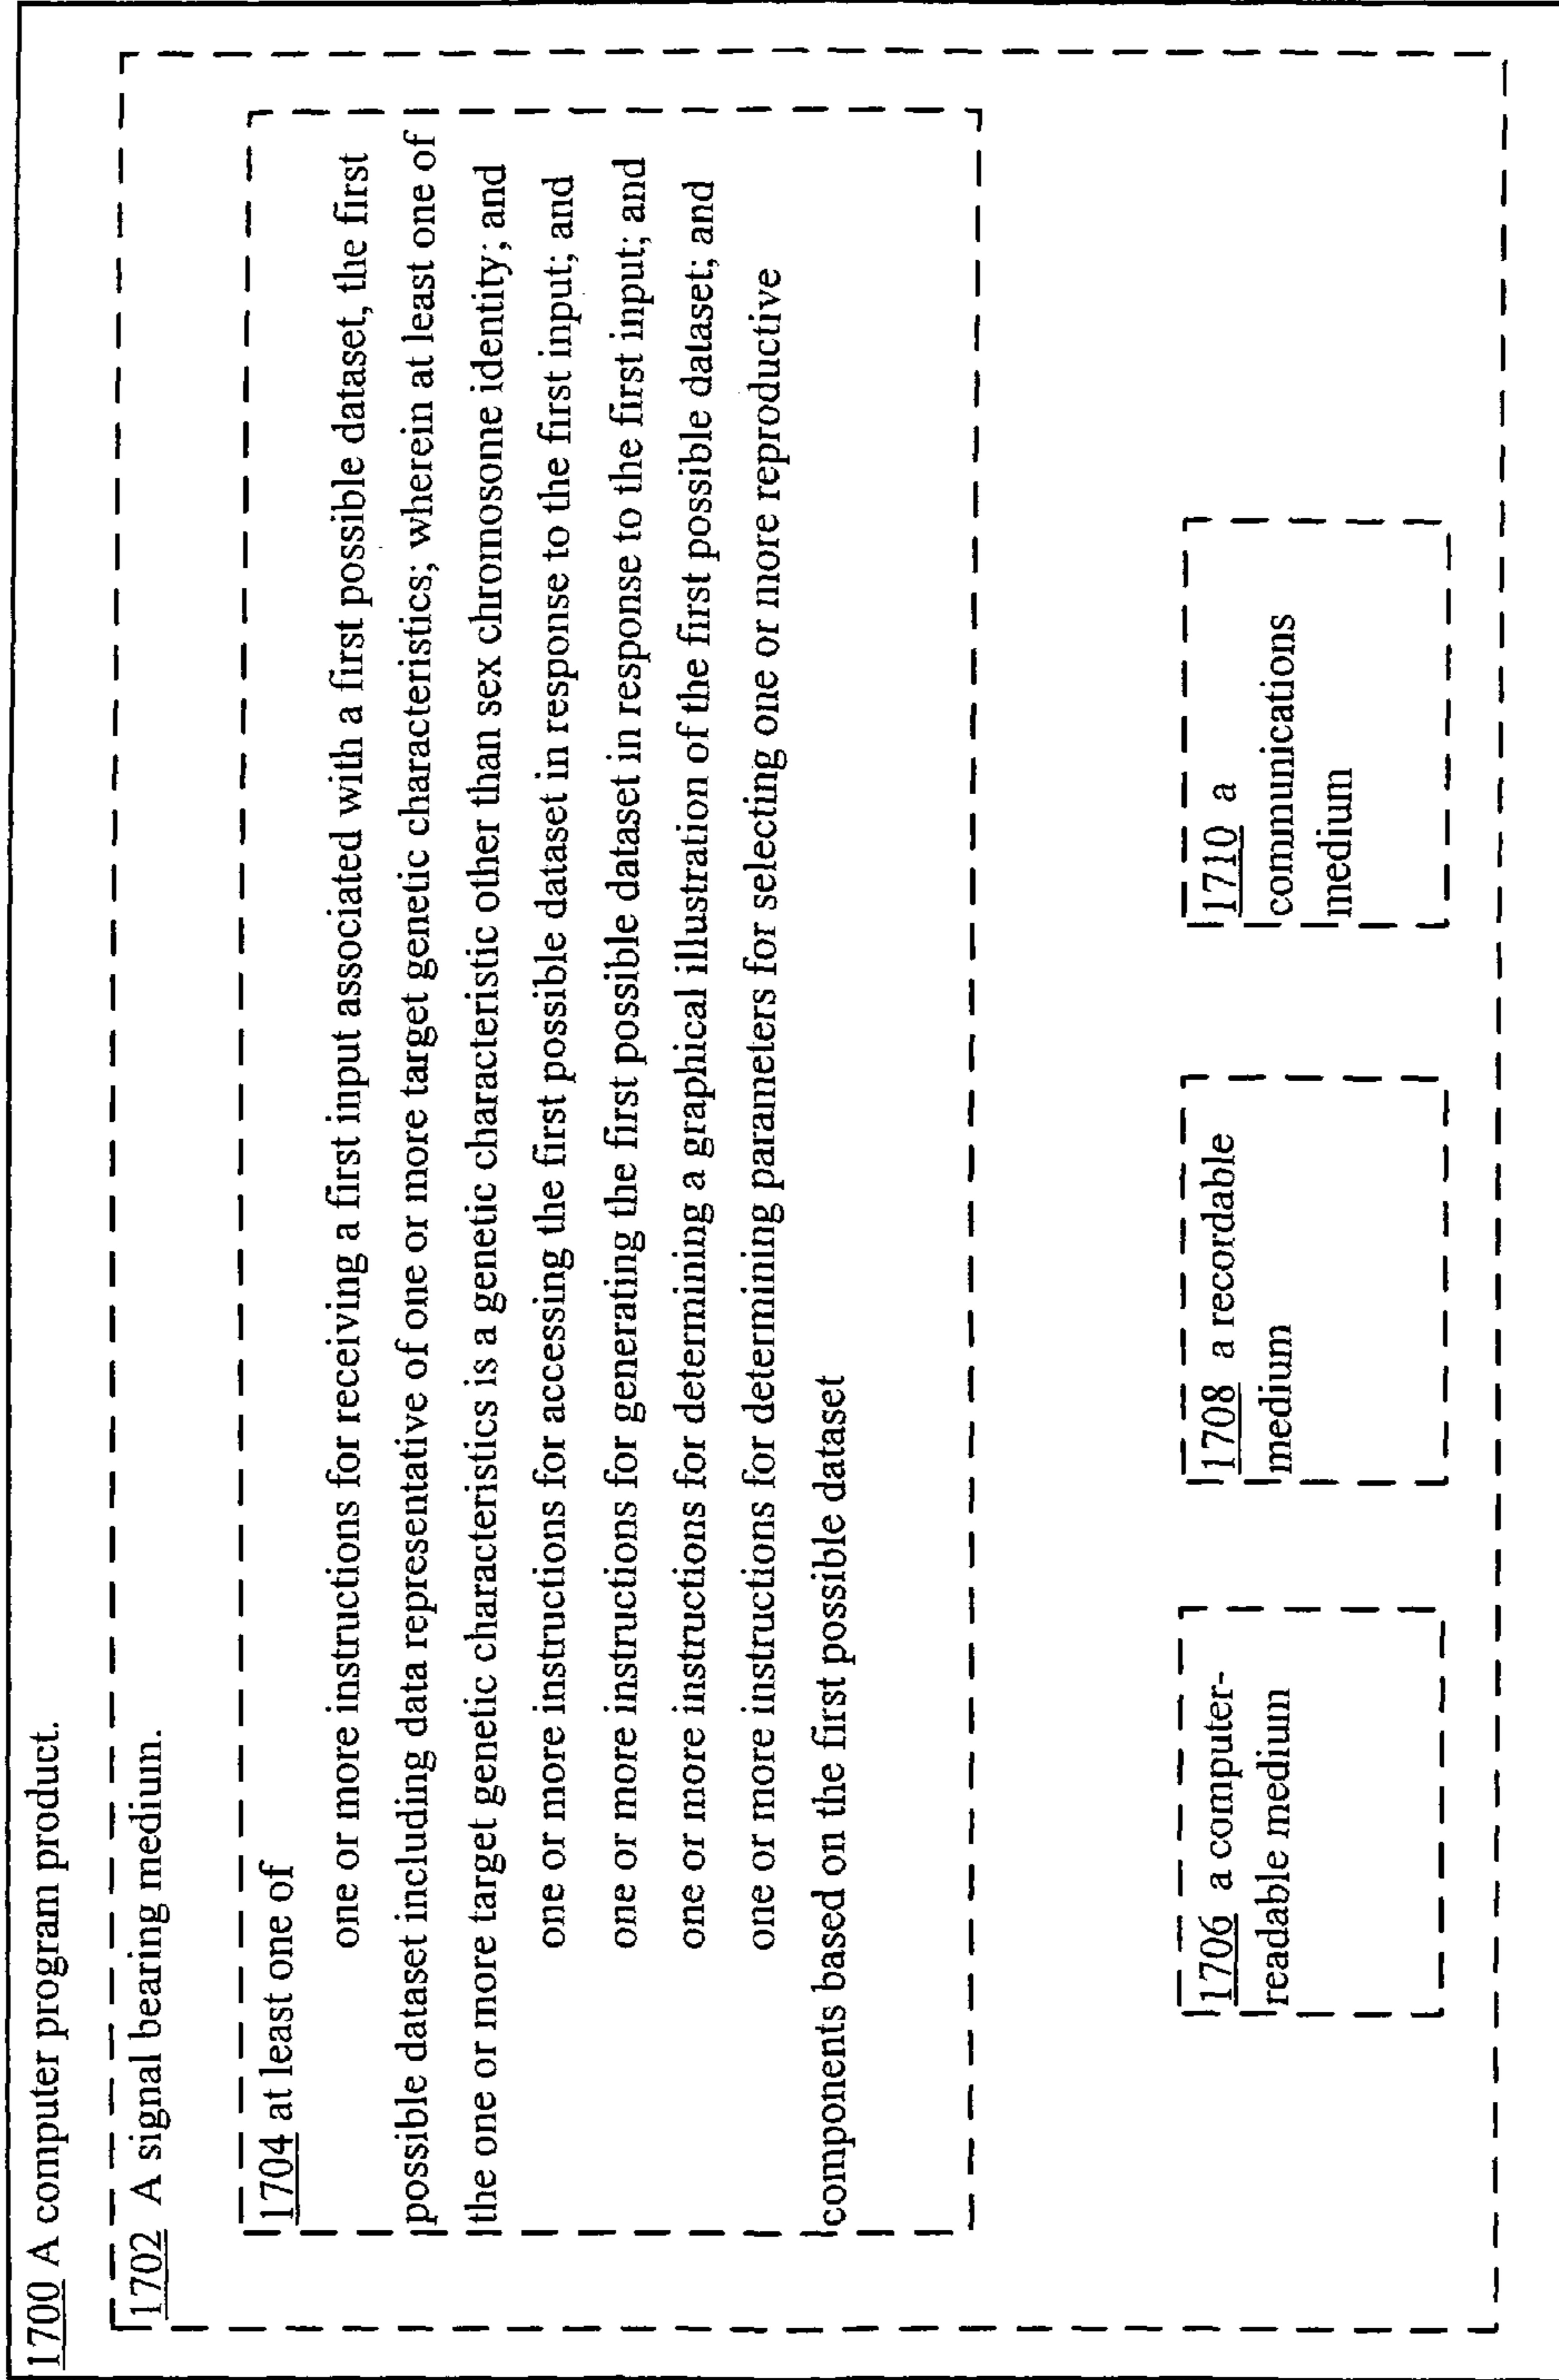 1700 A computer program product.
1702 A signal bearing medium.
1704 at least one of
one or more instructions for receiving a first input associated with a first possible dataset, the first
possible dataset including data representative of one or more target genetic characteristics; wherein at least one of
the one or more target genetic characteristics is a genetic characteristic other than sex chromosome identity; and
one or more instructions for accessing the first possible dataset in response to the first input; and
one or more instructions for generating the first possible dataset in response to the first input; and
one or more instructions for determining a graphical illustration of the first possible dataset; and
one or more instructions for determining parameters for selecting one or more reproductive
components based on the first possible dataset
1706 a computer-
readable medium
1708 a recordable
medium
1710 a
communications
medium